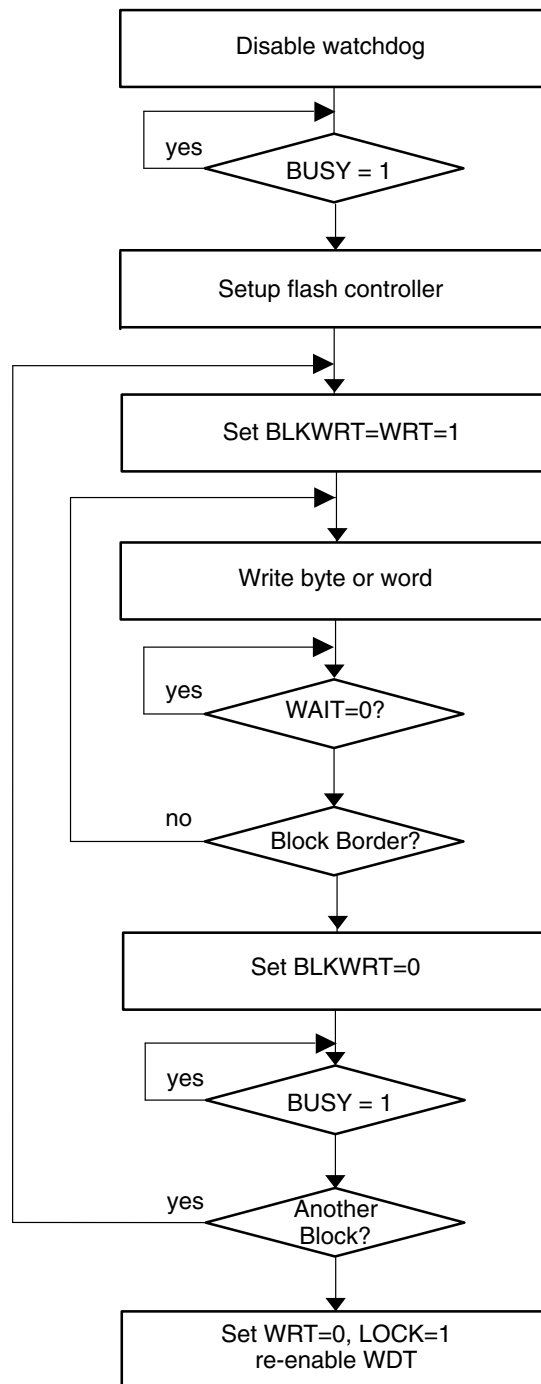 Disable watchdog
yes
BUSY = 1
Setup flash controller
Set BLKWRT=WRT=1
Write byte or word
yes
WAIT=0?
no
Block Border?
Set BLKWRT=0
yes
BUSY = 1
yes
Another
Block?
Set WRT=0, LOCK=1
re-enable WDT